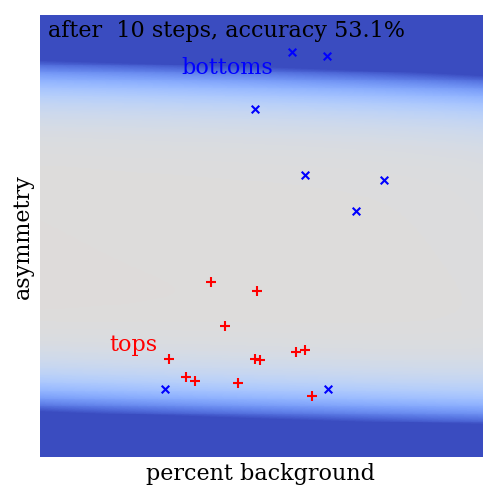 after  10 steps, accuracy 53.1%
bottoms
asymmetry
tops
percent background